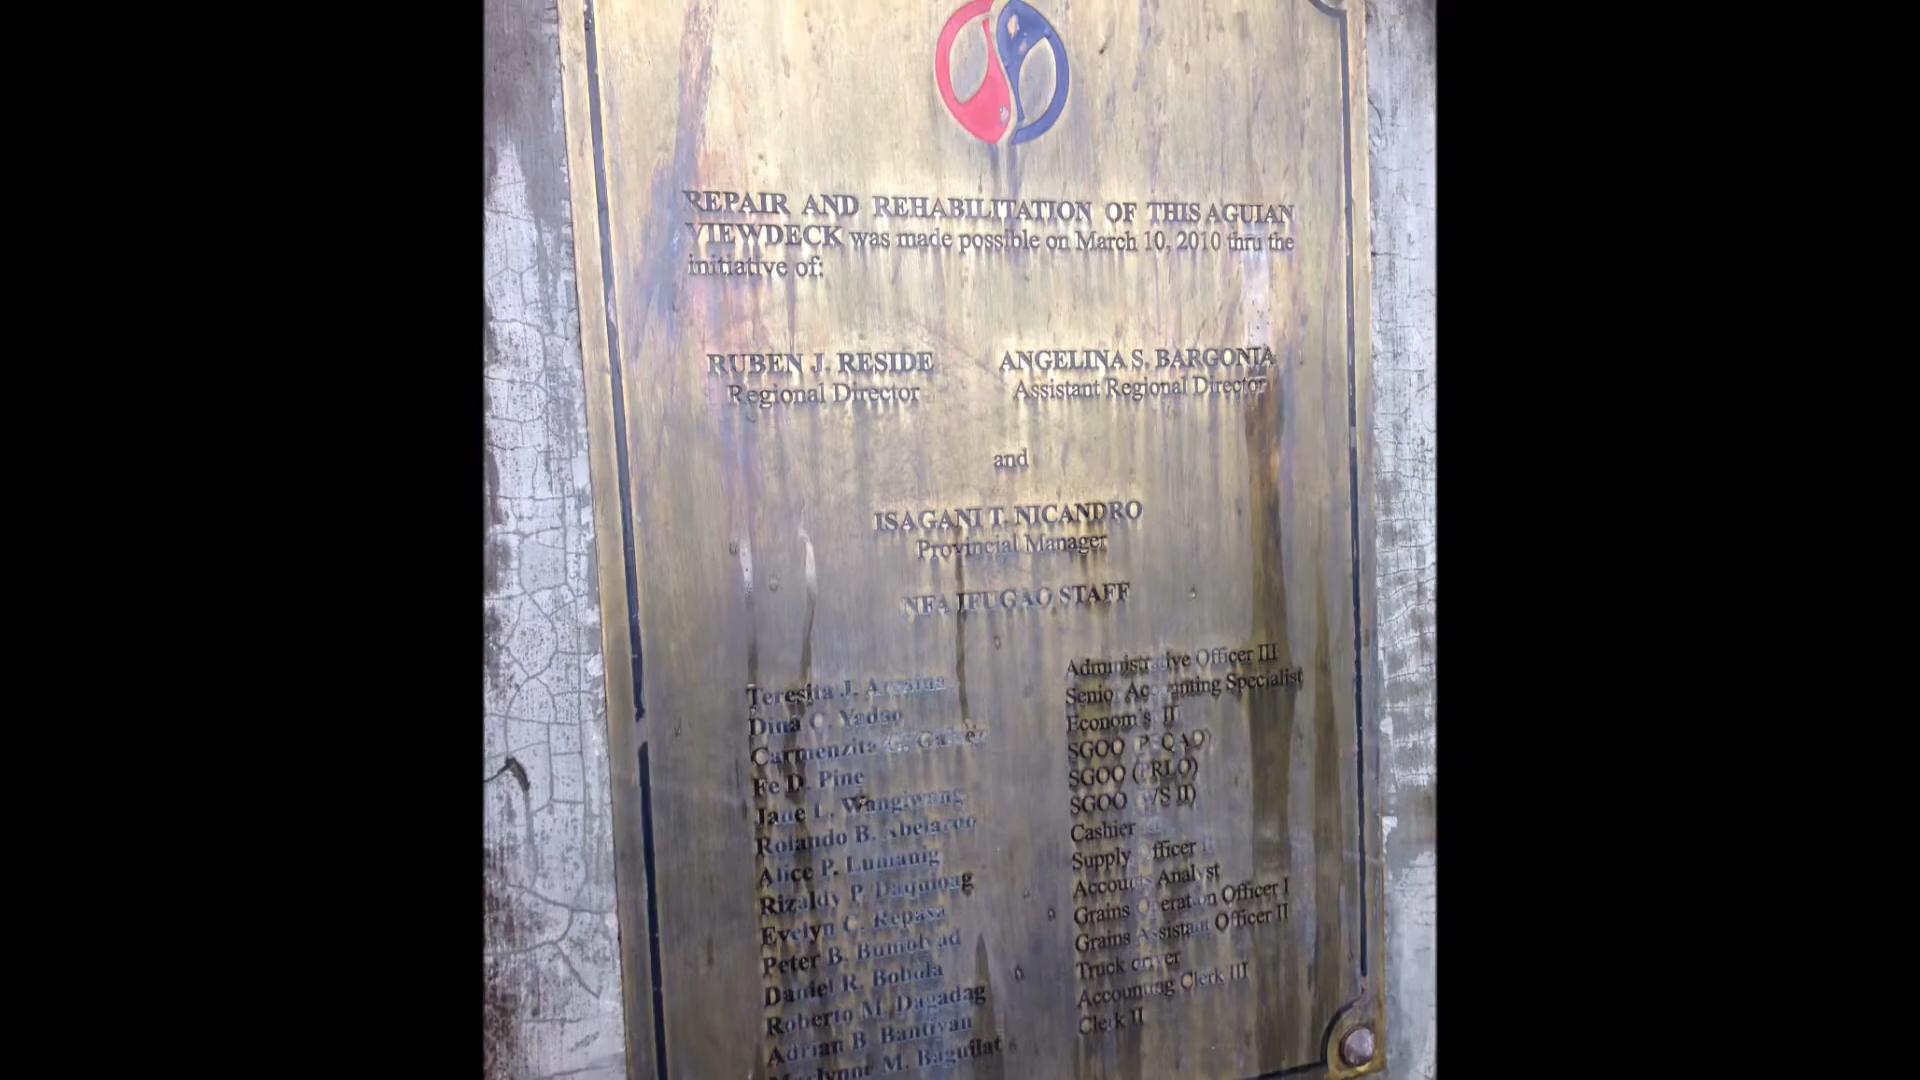 REPAIR AND REHABILITATION OF THIS AGUIAN
VIEWDECK was made possible on March 10, 2010 thru the
initiative of:
RUBEN J. RESIDE
Regional Director
ANGELINA S. BARGONIA
Assistant Regional Director
and
ISAGANI T. NICANDRO
Provincial Manager
NFA IFUGAO STAFF
Teresita J. Administrative Officer III
Dina C. Yadao Senior Accounting Specialist
Carmenzita G. Economist II
Fe D. Pine SGOO
Jane L. Wangiwang SGOO (PRLO)
Rolando B. SGOO
Alice P. Lumauig Cashier
Rizaldy P. Supply Officer
Evelyn C. Repasa Accounts Analyst
Peter B. Bumolyad Grains Operation Officer I
Daniel R. Bobola Grains Assistant Officer II
Roberto M. Dagadag Truck driver
Adrian B. Bantiyan Accounting Clerk III
M. Baguilat Clerk II